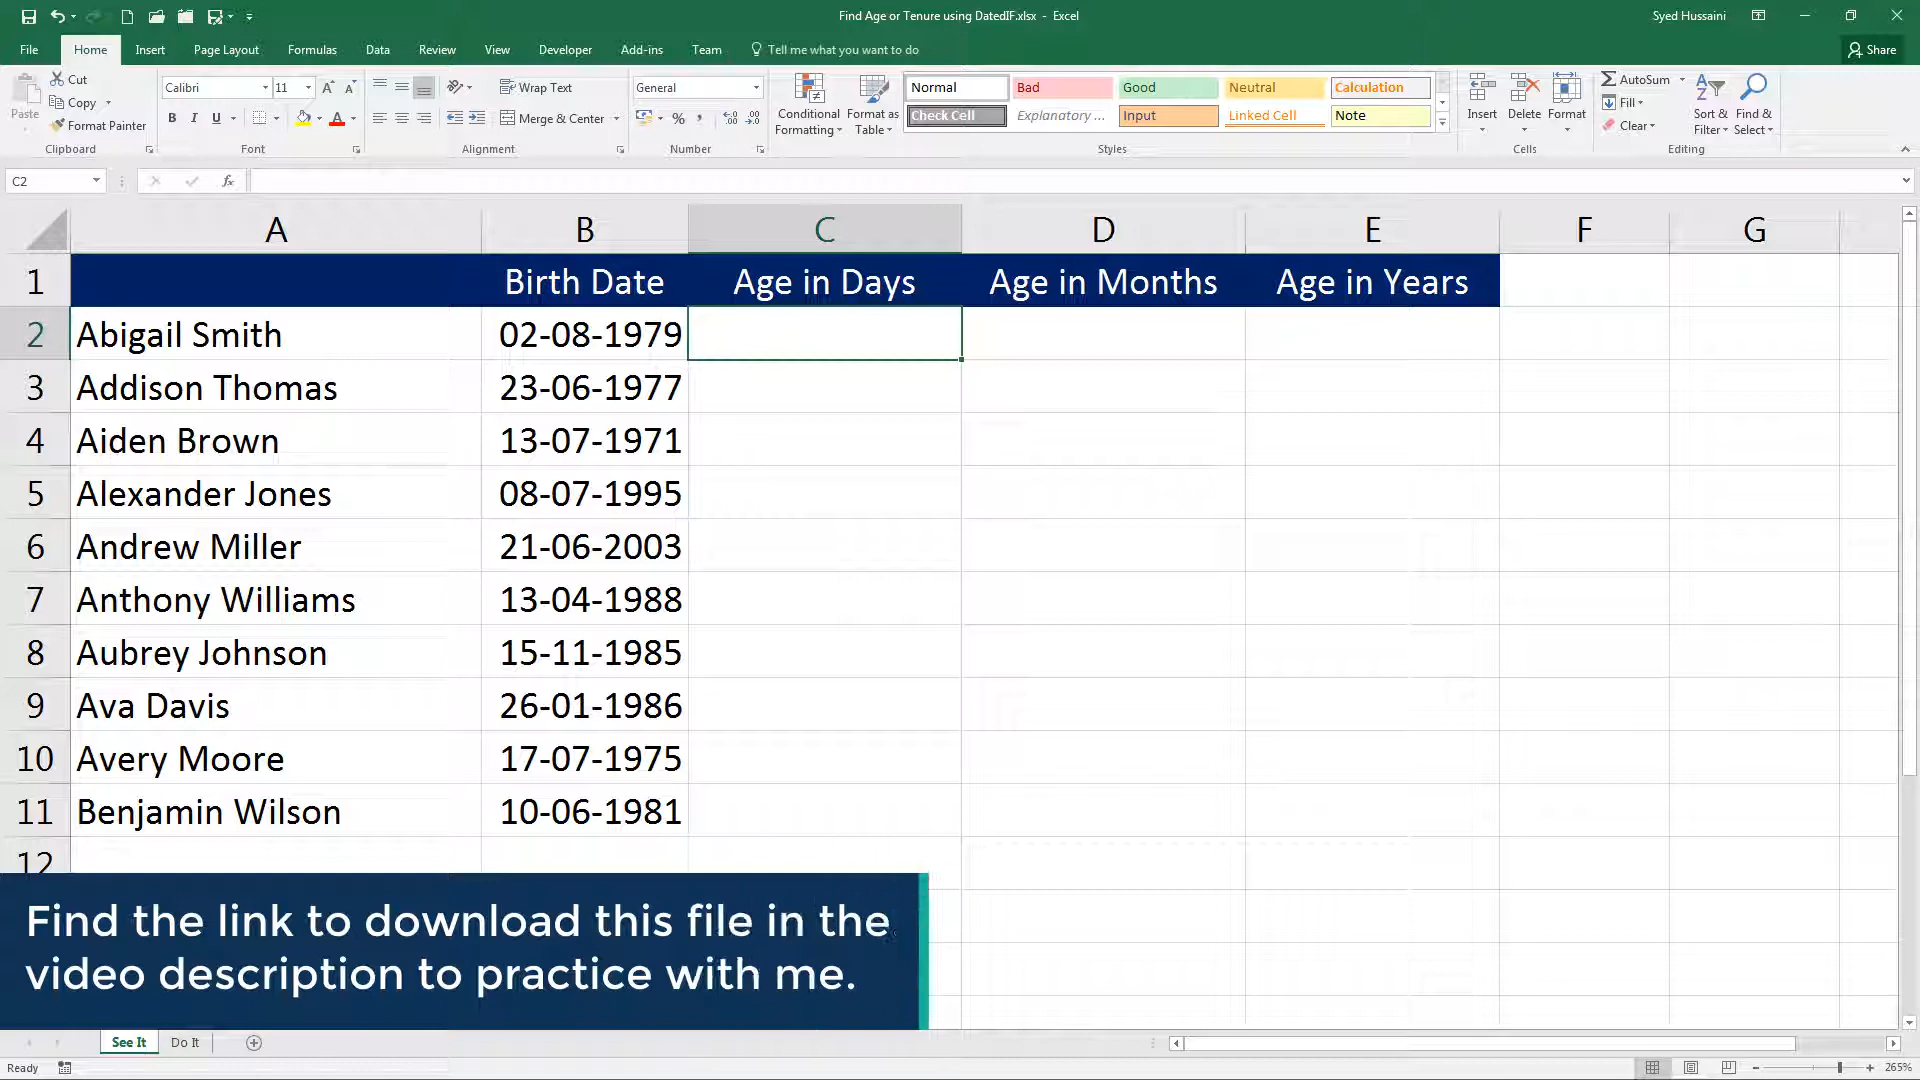 Find Age or Tenure using DatedIF.xlsx - Excel
Syed Hussaini
File Home Insert Page Layout Formulas Data Review View Developer Add-ins Team Tell me what you want to do Share
Paste Cut Copy Format Painter Clipboard
Calibri 11 B I U A A A Font
Wrap Text Merge & Center Alignment
General % , Number
Conditional Formatting Format as Table
Normal Bad Good Neutral Calculation
Check Cell Explanatory ... Input Linked Cell Note
Styles
Insert Delete Format Cells
AutoSum Fill Clear Sort & Filter Find & Select Editing
C2 fx
A B C D E F G
1 Birth Date Age in Days Age in Months Age in Years
2 Abigail Smith 02-08-1979
3 Addison Thomas 23-06-1977
4 Aiden Brown 13-07-1971
5 Alexander Jones 08-07-1995
6 Andrew Miller 21-06-2003
7 Anthony Williams 13-04-1988
8 Aubrey Johnson 15-11-1985
9 Ava Davis 26-01-1986
10 Avery Moore 17-07-1975
11 Benjamin Wilson 10-06-1981
12
Find the link to download this file in the
video description to practice with me.
See It Do It
Ready 265%